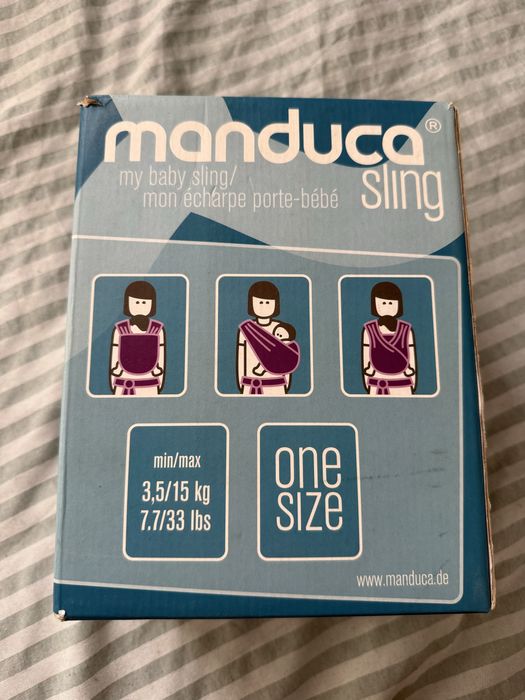 manduca®
my baby sling/
mon écharpe porte-bébé
sling
min/max
3,5/15 kg
7.7/33 lbs
one
size
www.manduca.de